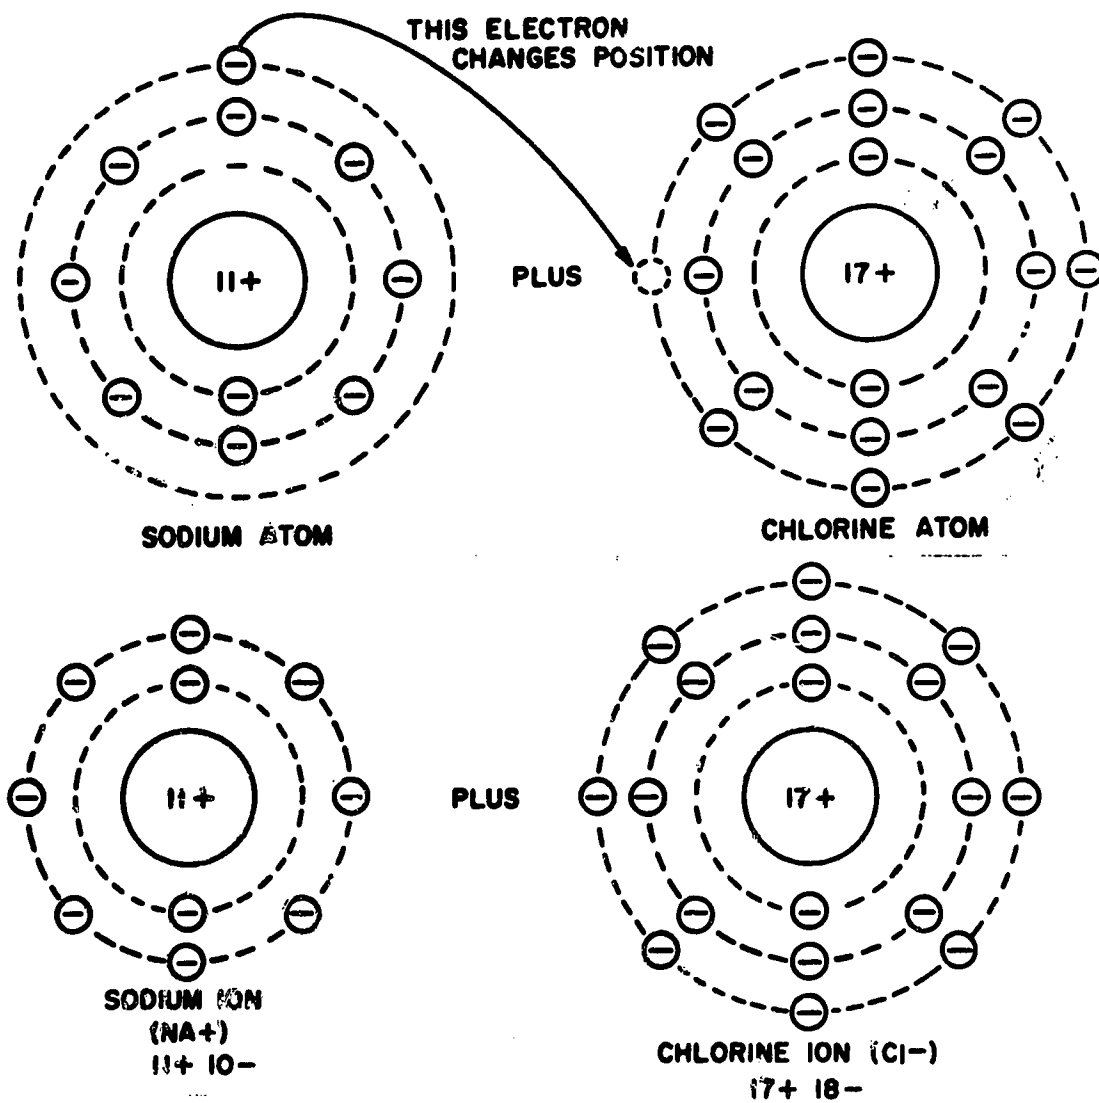 THIS ELECTRON
CHANGES POSITION
11+
PLUS
17+
SODIUM ATOM
CHLORINE ATOM
11+
PLUS
17+
SODIUM ION
(NA+)
11+ 10-
CHLORINE ION (Cl-)
17+ 18-